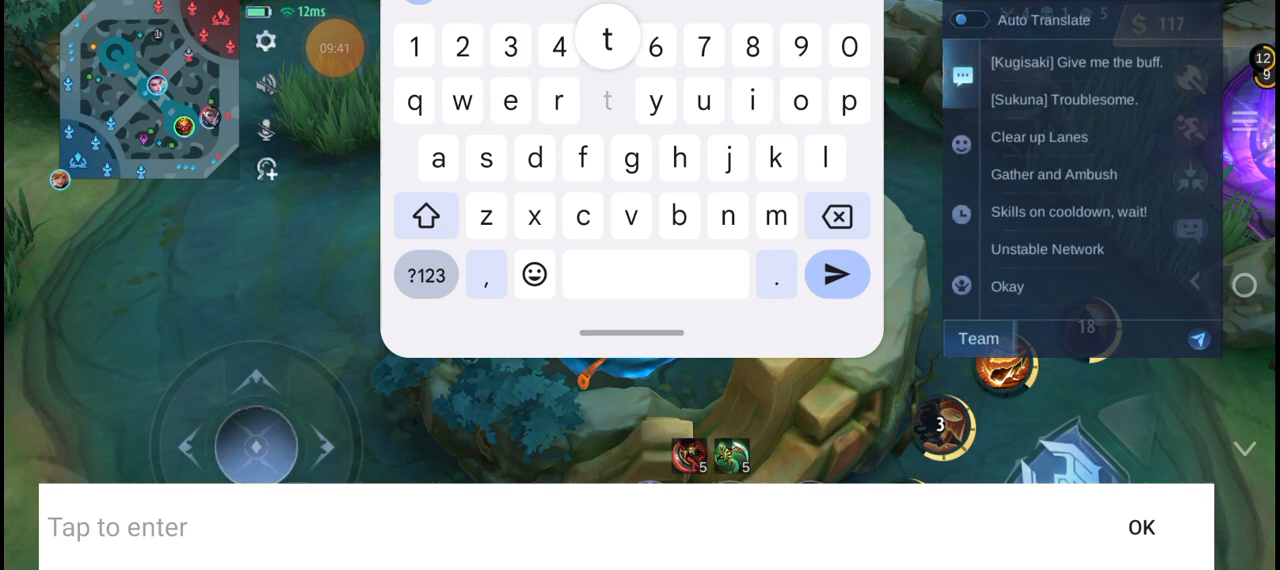 12ms
09:41
1 2 3 4 t 6 7 8 9 0
q w e r t y u i o p
a s d f g h j k l
z x c v b n m
?123 , .
Auto Translate
$ 117
[Kugisaki] Give me the buff.
[Sukuna] Troublesome.
Clear up Lanes
Gather and Ambush
Skills on cooldown, wait!
Unstable Network
Okay
Team
18
12
9
3
5
5
Tap to enter
OK